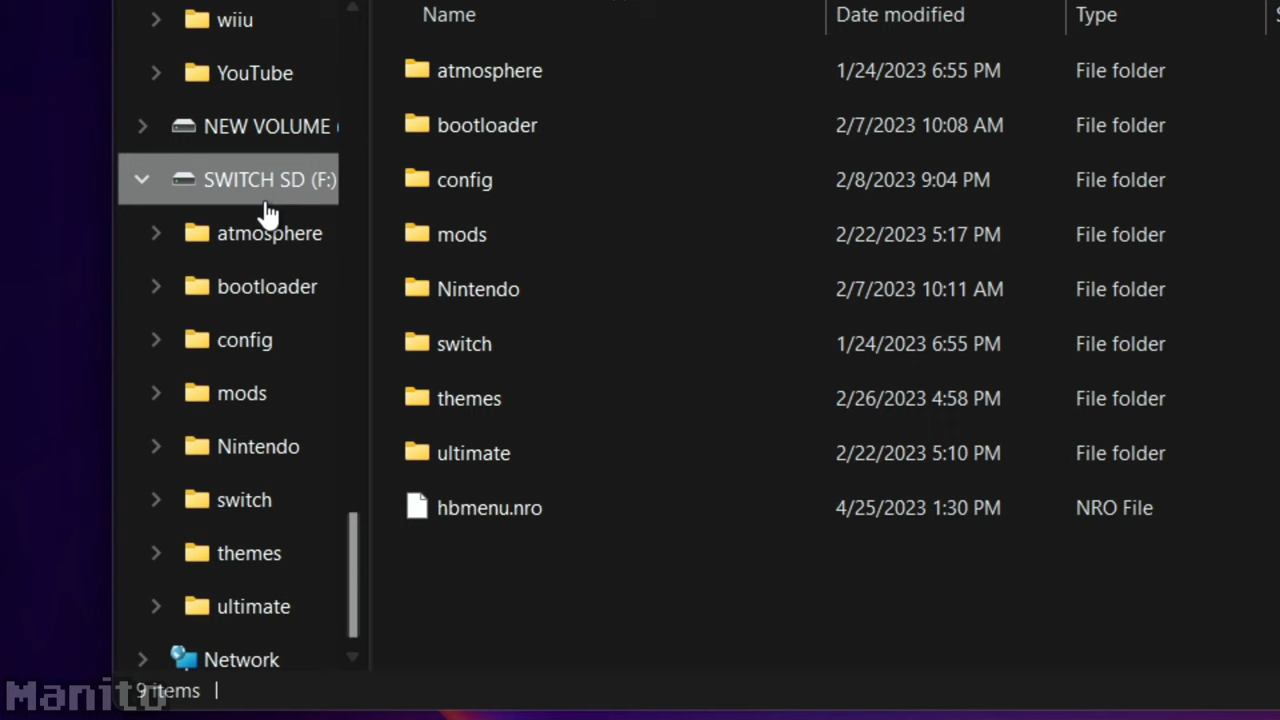 wiiu
YouTube
NEW VOLUME (
SWITCH SD (F:)
atmosphere
bootloader
config
mods
Nintendo
switch
themes
ultimate
Network
Name Date modified Type
atmosphere 1/24/2023 6:55 PM File folder
bootloader 2/7/2023 10:08 AM File folder
config 2/8/2023 9:04 PM File folder
mods 2/22/2023 5:17 PM File folder
Nintendo 2/7/2023 10:11 AM File folder
switch 1/24/2023 6:55 PM File folder
themes 2/26/2023 4:58 PM File folder
ultimate 2/22/2023 5:10 PM File folder
hbmenu.nro 4/25/2023 1:30 PM NRO File
9 items
Manito